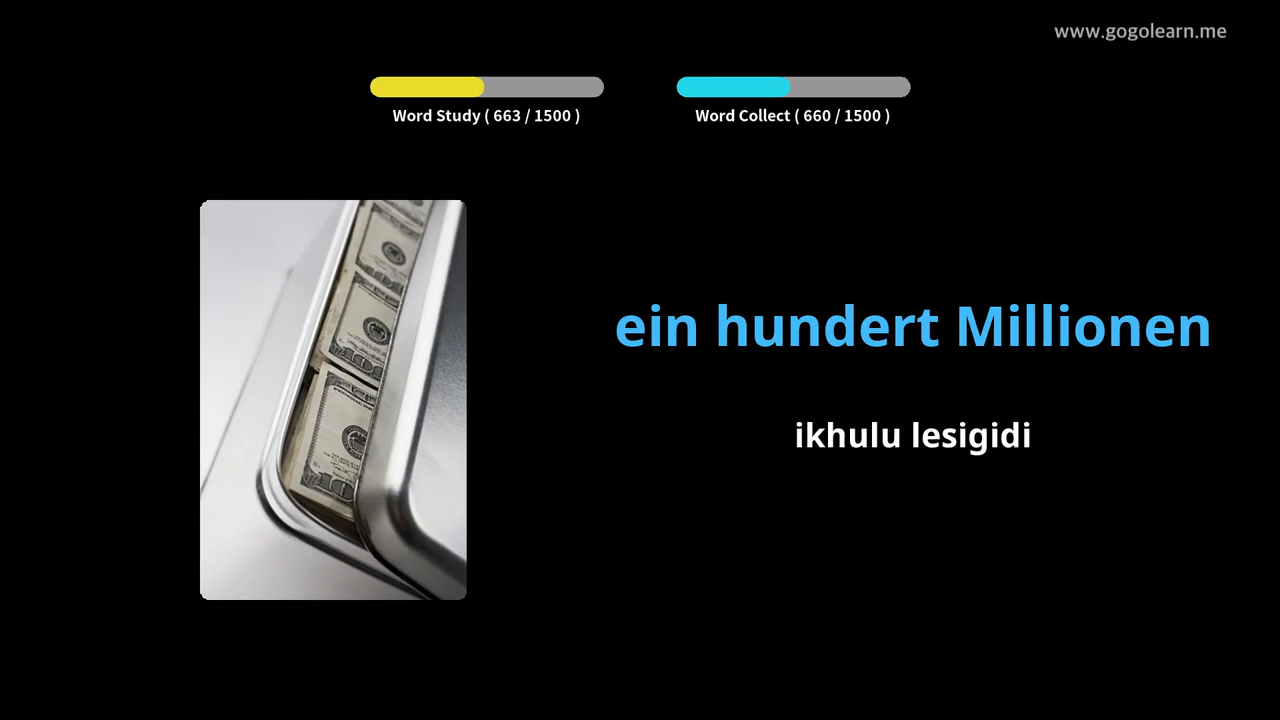 www.gogolearn.me
Word Study ( 663 / 1500 )
Word Collect ( 660 / 1500 )
ein hundert Millionen
ikhulu lesigidi